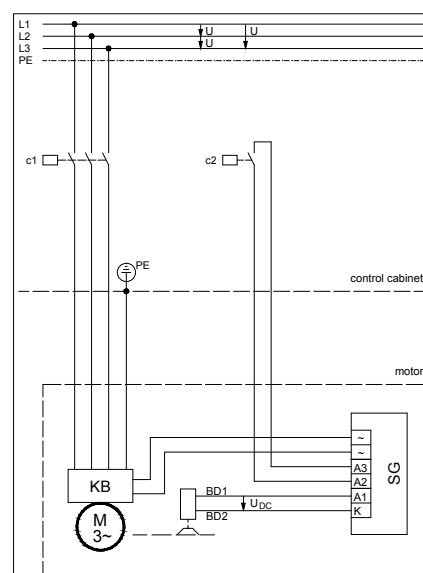 L1
U U
L2
U
L3
PE
c1
c2
PE
control cabinet
motor
~
~
A3
A2
A1
K
SG
KB
BD1
UDC
BD2
M
3~